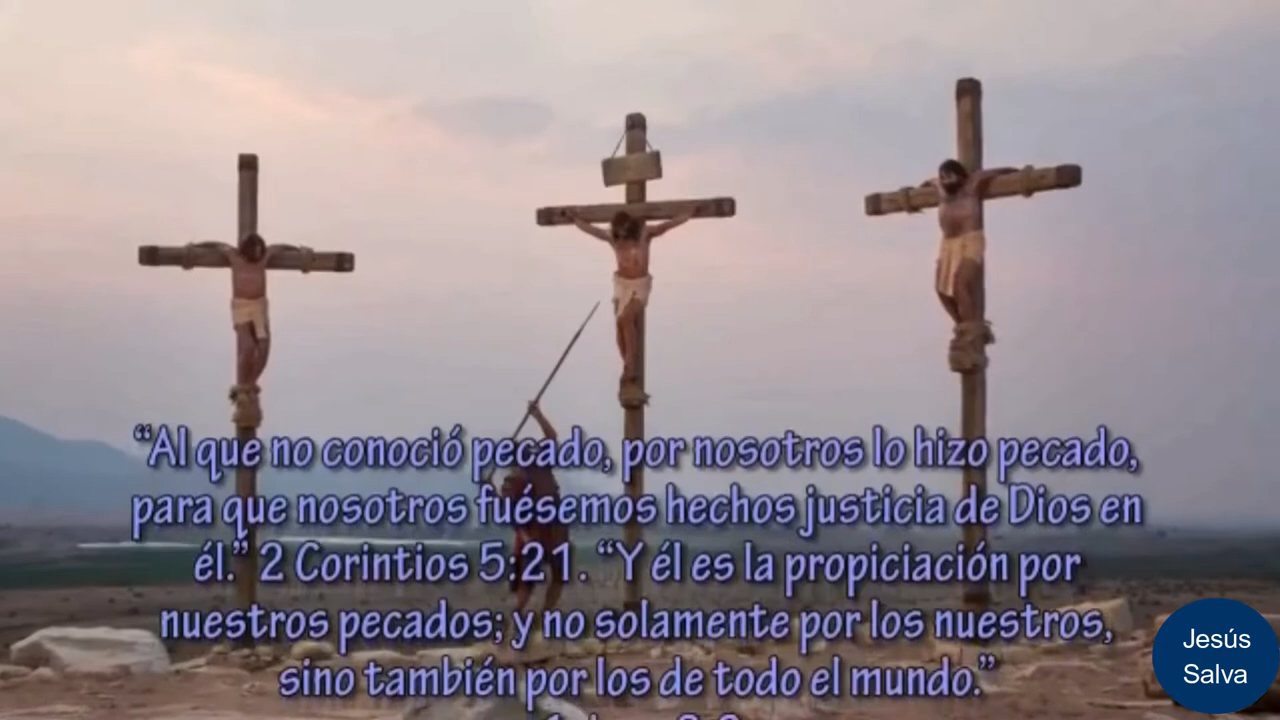 “Al que no conoció pecado, por nosotros lo hizo pecado,
para que nosotros fuésemos hechos justicia de Dios en
él.” 2 Corintios 5:21. “Y él es la propiciación por
nuestros pecados; y no solamente por los nuestros,
sino también por los de todo el mundo.”
Jesús
Salva